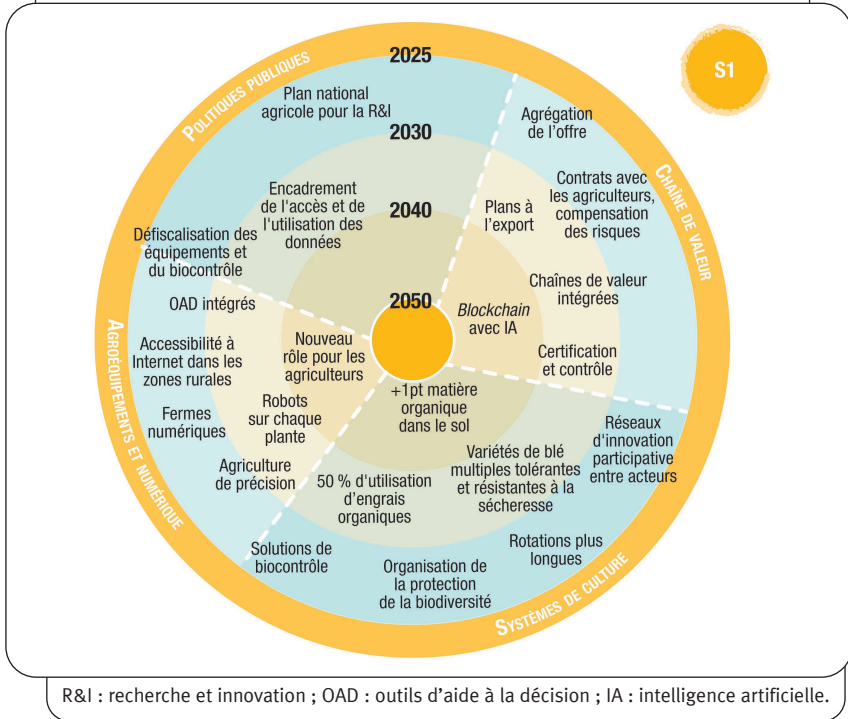 S1
POLITIQUES PUBLIQUES
2025
Plan national
agricole pour la R&I
2030
Encadrement
de l'accès et de
l'utilisation des
données
2040
Défiscalisation des
équipements et
du biocontrôle
2050
CHAÎNE DE VALEUR
Agrégation
de l'offre
Contrats avec
les agriculteurs,
compensation
des risques
Plans à
l'export
Chaînes de valeur
intégrées
Blockchain
avec IA
Certification
et contrôle
AGROÉQUIPEMENTS ET NUMÉRIQUE
OAD intégrés
Accessibilité à
Internet dans les
zones rurales
Nouveau
rôle pour les
agriculteurs
Fermes
numériques
Robots
sur chaque
plante
Agriculture
de précision
SYSTÈMES DE CULTURE
+1pt matière
organique
dans le sol
Réseaux
d'innovation
participative
entre acteurs
Variétés de blé
multiples tolérantes
et résistantes à la
sécheresse
50 % d'utilisation
d'engrais
organiques
Solutions de
biocontrôle
Organisation de
la protection
de la biodiversité
Rotations plus
longues
R&I : recherche et innovation ; OAD : outils d'aide à la décision ; IA : intelligence artificielle.